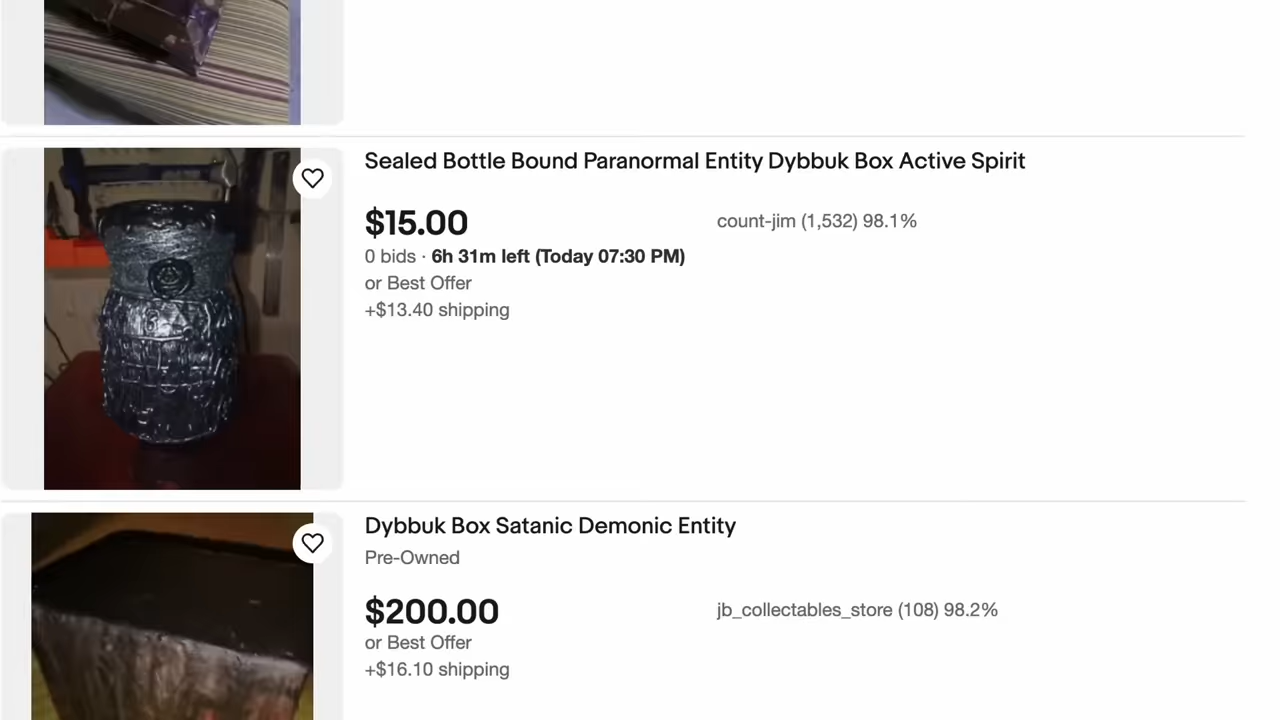 Sealed Bottle Bound Paranormal Entity Dybbuk Box Active Spirit
$15.00
count-jim (1,532) 98.1%
0 bids · 6h 31m left (Today 07:30 PM)
or Best Offer
+$13.40 shipping
Dybbuk Box Satanic Demonic Entity
Pre-Owned
$200.00
jb_collectables_store (108) 98.2%
or Best Offer
+$16.10 shipping